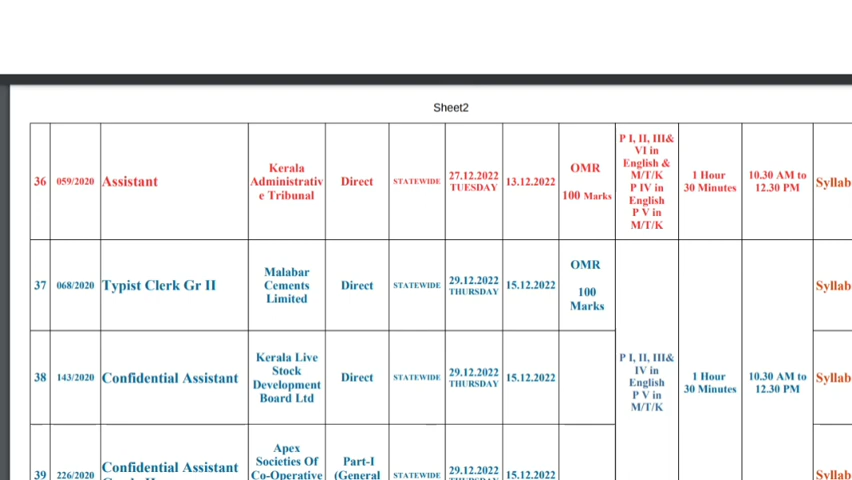 Sheet2
36 059/2020 Assistant Kerala Administrativ e Tribunal Direct STATEWIDE 27.12.2022 TUESDAY 13.12.2022 OMR 100 Marks P I, II, III& VI in English & M/T/K P IV in English P V in M/T/K 1 Hour 30 Minutes 10.30 AM to 12.30 PM Syllab
37 068/2020 Typist Clerk Gr II Malabar Cements Limited Direct STATEWIDE 29.12.2022 THURSDAY 15.12.2022 OMR 100 Marks Syllab
38 143/2020 Confidential Assistant Kerala Live Stock Development Board Ltd Direct STATEWIDE 29.12.2022 THURSDAY 15.12.2022 P I, II, III& IV in English P V in M/T/K 1 Hour 30 Minutes 10.30 AM to 12.30 PM Syllab
39 226/2020 Confidential Assistant Apex Societies Of Co-Operative Part-I (General STATEWIDE 29.12.2022 15.12.2022 Syllab